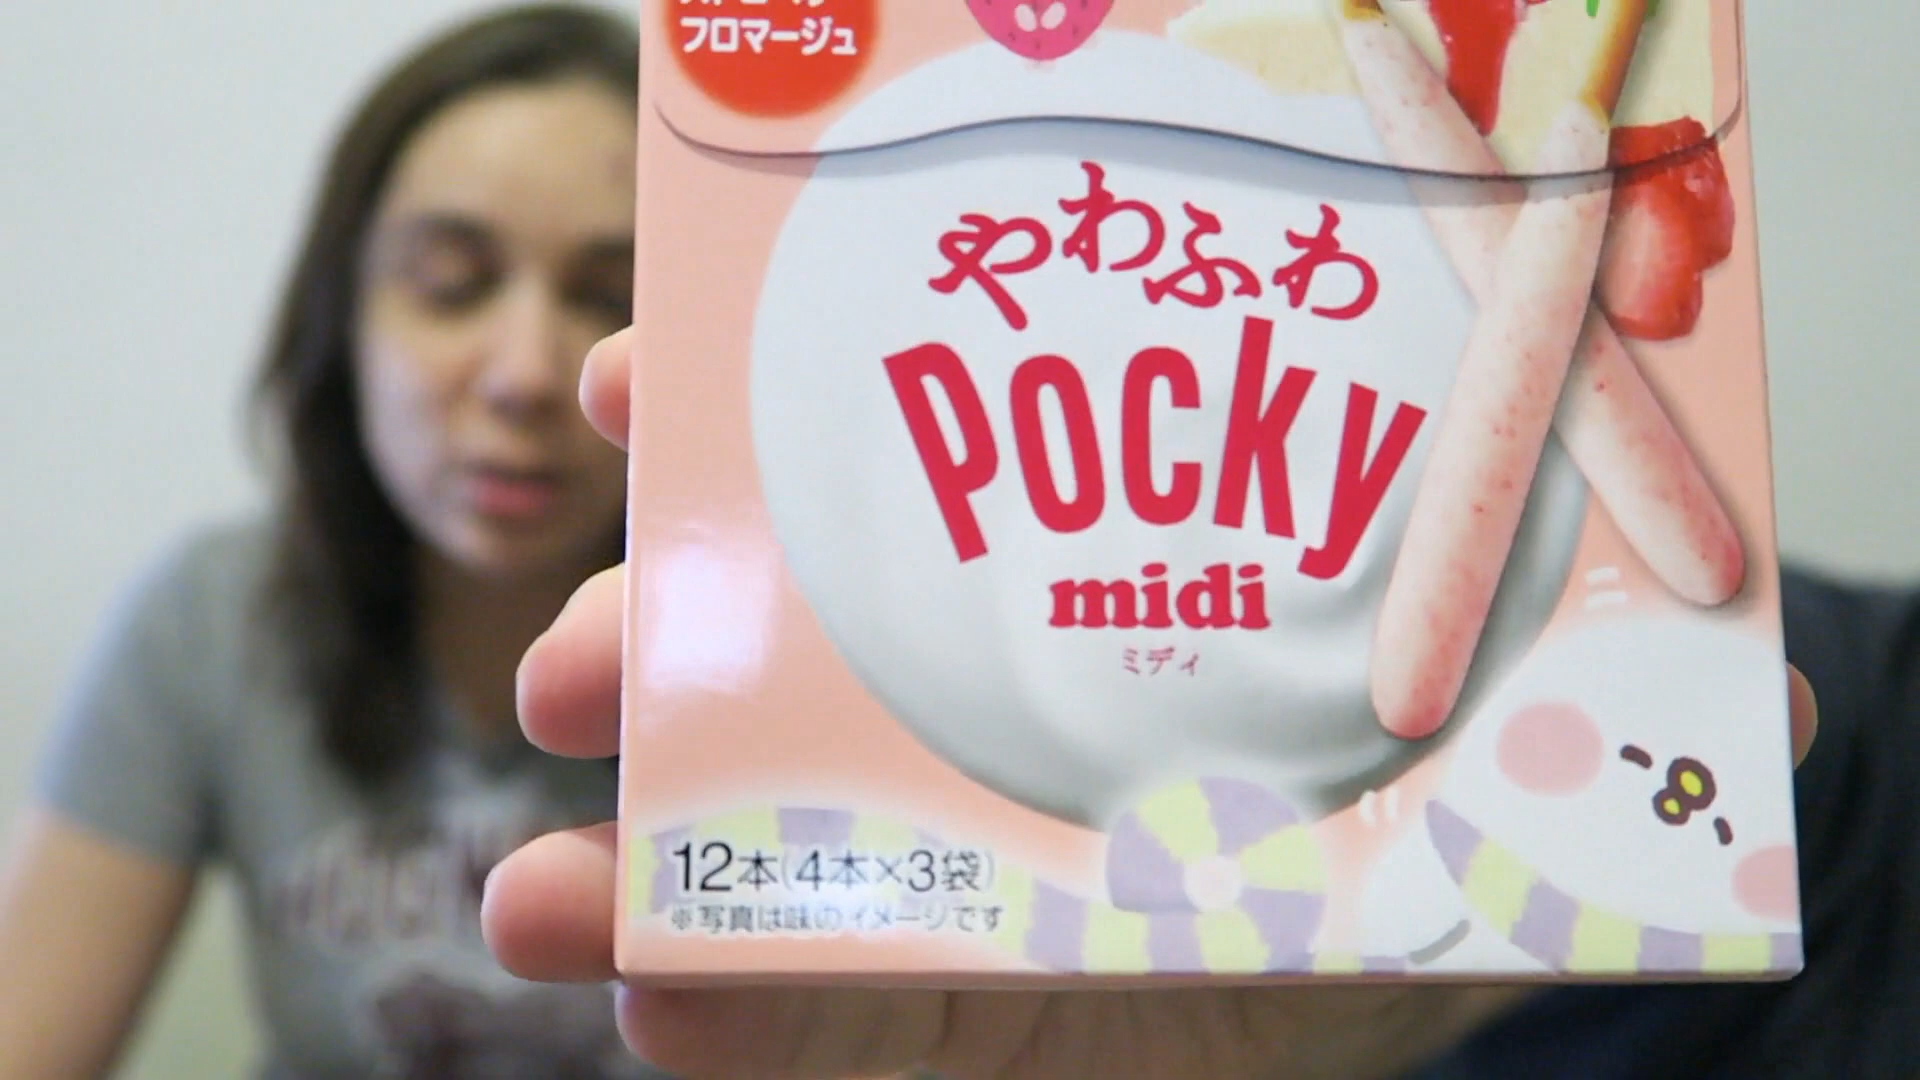 フロマージュ
やわふわ
Pocky
midi
ミディ
12本(4本×3袋)
※写真は味のイメージです